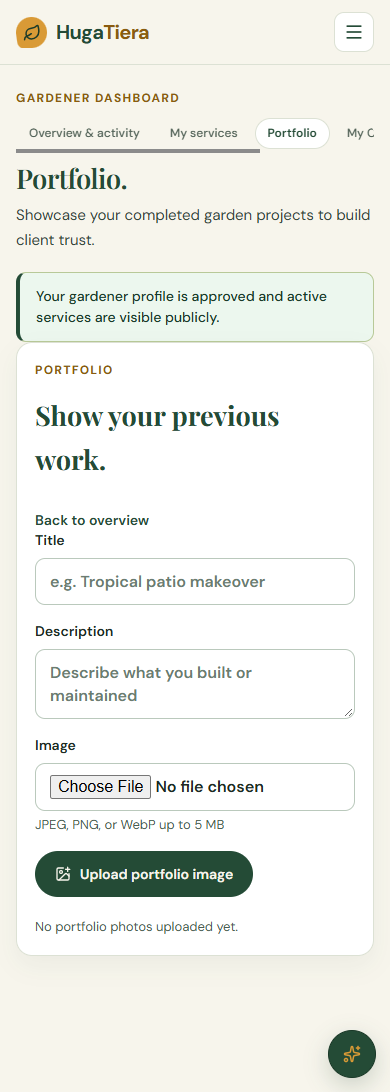 HugaTiera
GARDENER DASHBOARD
Overview & activity My services Portfolio My C
Portfolio.
Showcase your completed garden projects to build
client trust.
Your gardener profile is approved and active
services are visible publicly.
PORTFOLIO
Show your previous
work.
Back to overview
Title
e.g. Tropical patio makeover
Description
Describe what you built or
maintained
Image
Choose File No file chosen
JPEG, PNG, or WebP up to 5 MB
Upload portfolio image
No portfolio photos uploaded yet.